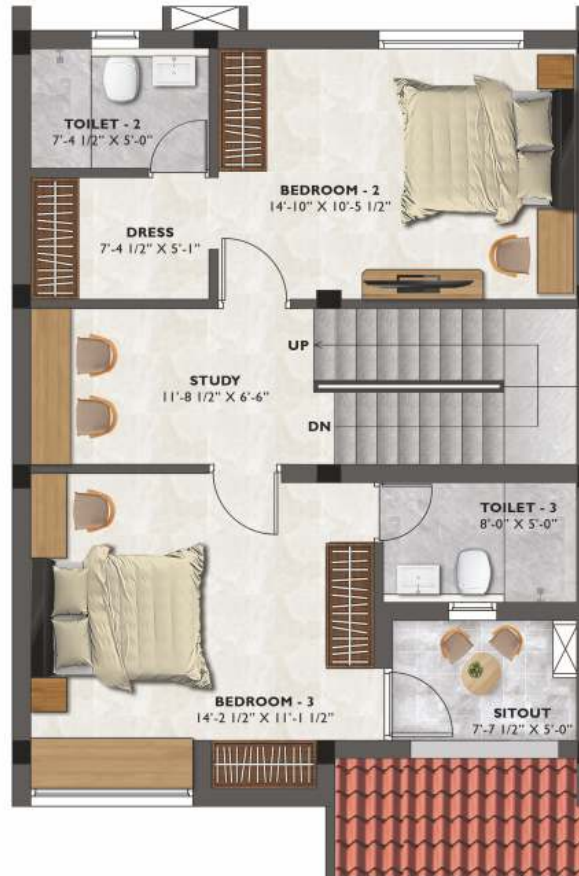 TOILET - 2
7'-4 1/2" X 5'-0"
BEDROOM - 2
14'-10" X 10'-5 1/2"
DRESS
7'-4 1/2" X 5'-1"
UP
STUDY
11'-8 1/2" X 6'-6"
DN
TOILET - 3
8'-0" X 5'-0"
BEDROOM - 3
14'-2 1/2" X 11'-1 1/2"
SITOUT
7'-7 1/2" X 5'-0"